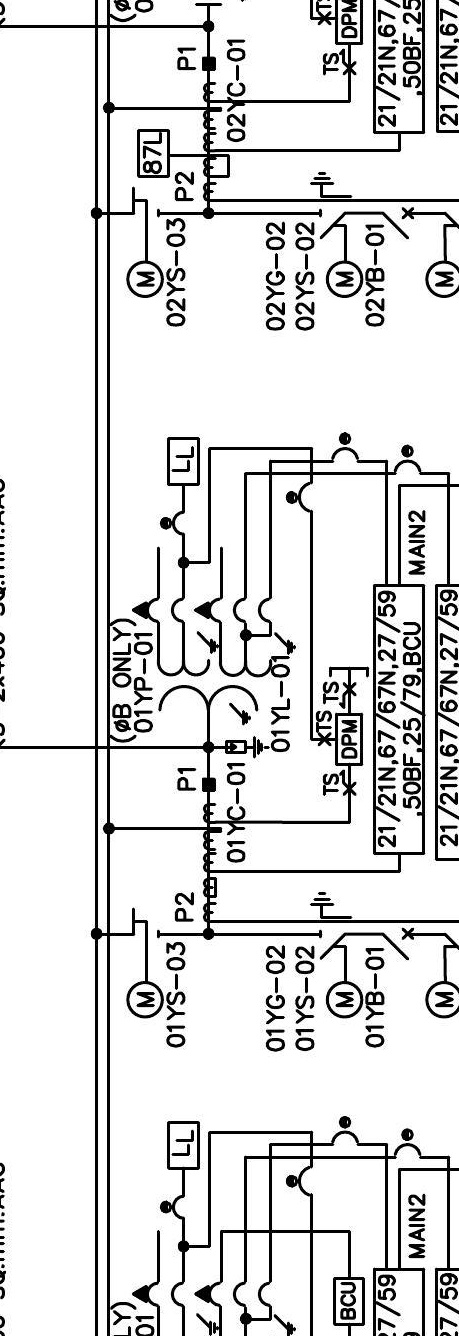 P1
02YC-01
TS
XTS
DPM
21/21N,67/
,50BF,25
21/21N,67/
87L
P2
M
02YS-03
02YG-02
02YS-02
M
02YB-01
M
LL
MAIN2
(øB ONLY)
01YP-01
01YL-01
XTS
TS
DPM
TS
21/21N,67/67N,27/59
,50BF,25/79,BCU
21/21N,67/67N,27/59
P1
01YC-01
P2
M
01YS-03
01YG-02
01YS-02
M
01YB-01
M
LL
MAIN2
BCU
27/59
27/59